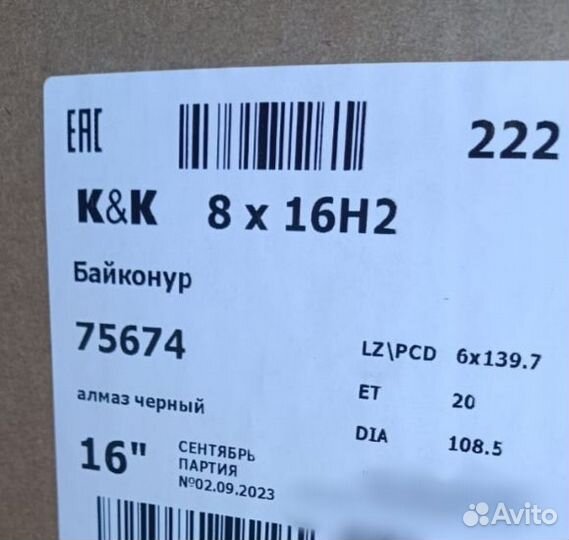 EAC
222
K&K 8 x 16H2
Байконур
75674
LZ\PCD 6x139.7
алмаз черный
ET 20
DIA 108.5
16"
СЕНТЯБРЬ
ПАРТИЯ
№02.09.2023
Avito